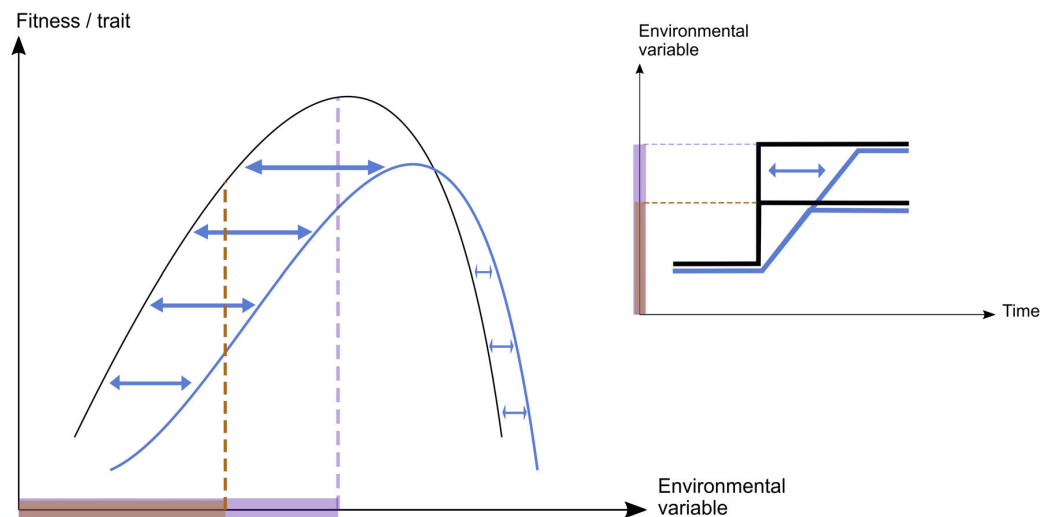 Fitness / trait
Environmental
variable
Environmental
variable
Time